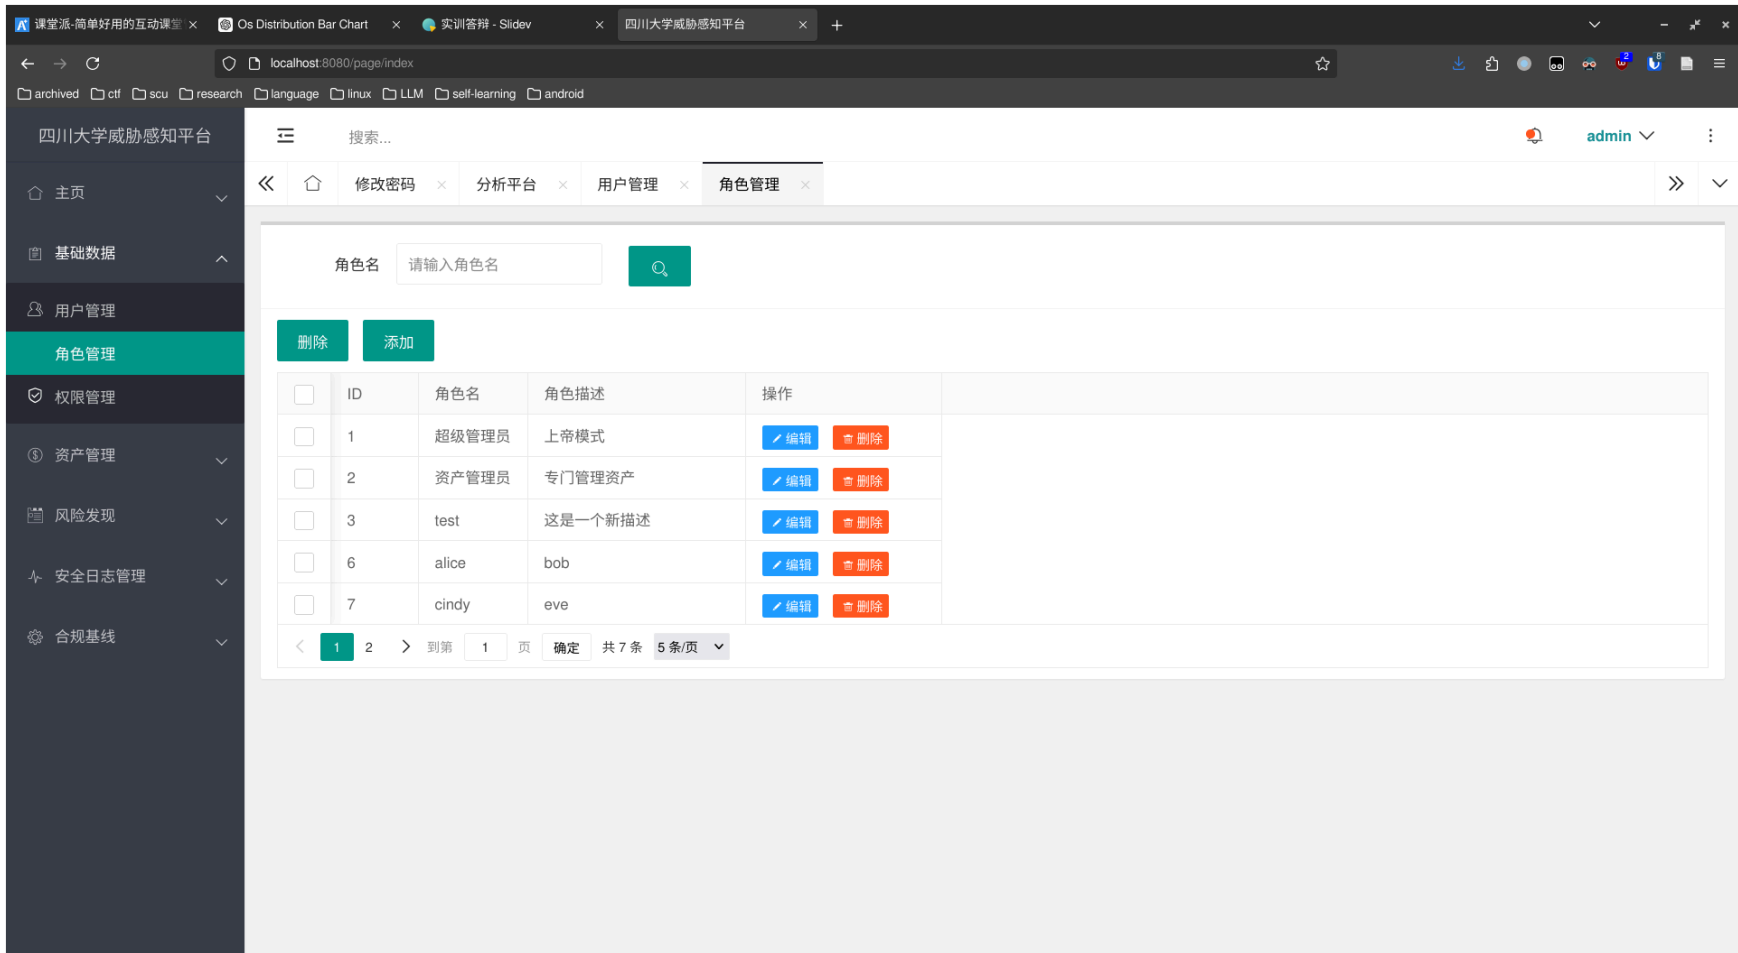 课堂派-简单好用的互动课堂
Os Distribution Bar Chart
实训答辩 - Slidev
四川大学威胁感知平台
localhost:8080/page/index
2
8
archived ctf scu research language linux LLM self-learning android
四川大学威胁感知平台
搜索...
admin
修改密码 分析平台 用户管理 角色管理
主页
基础数据
用户管理
角色管理
权限管理
资产管理
风险发现
安全日志管理
合规基线
角色名 请输入角色名
删除 添加
ID 角色名 角色描述 操作
1 超级管理员 上帝模式 编辑 删除
2 资产管理员 专门管理资产 编辑 删除
3 test 这是一个新描述 编辑 删除
6 alice bob 编辑 删除
7 cindy eve 编辑 删除
1 2 到第 1 页 确定 共 7 条 5 条/页